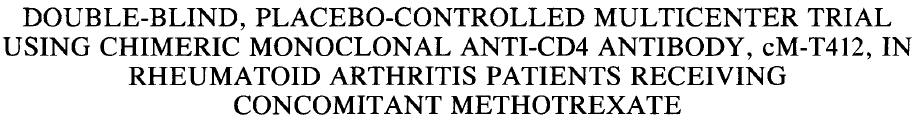 DOUBLE-BLIND, PLACEBO-CONTROLLED MULTICENTER TRIAL
USING CHIMERIC MONOCLONAL ANTI-CD4 ANTIBODY, cM-T412, IN
RHEUMATOID ARTHRITIS PATIENTS RECEIVING
CONCOMITANT METHOTREXATE